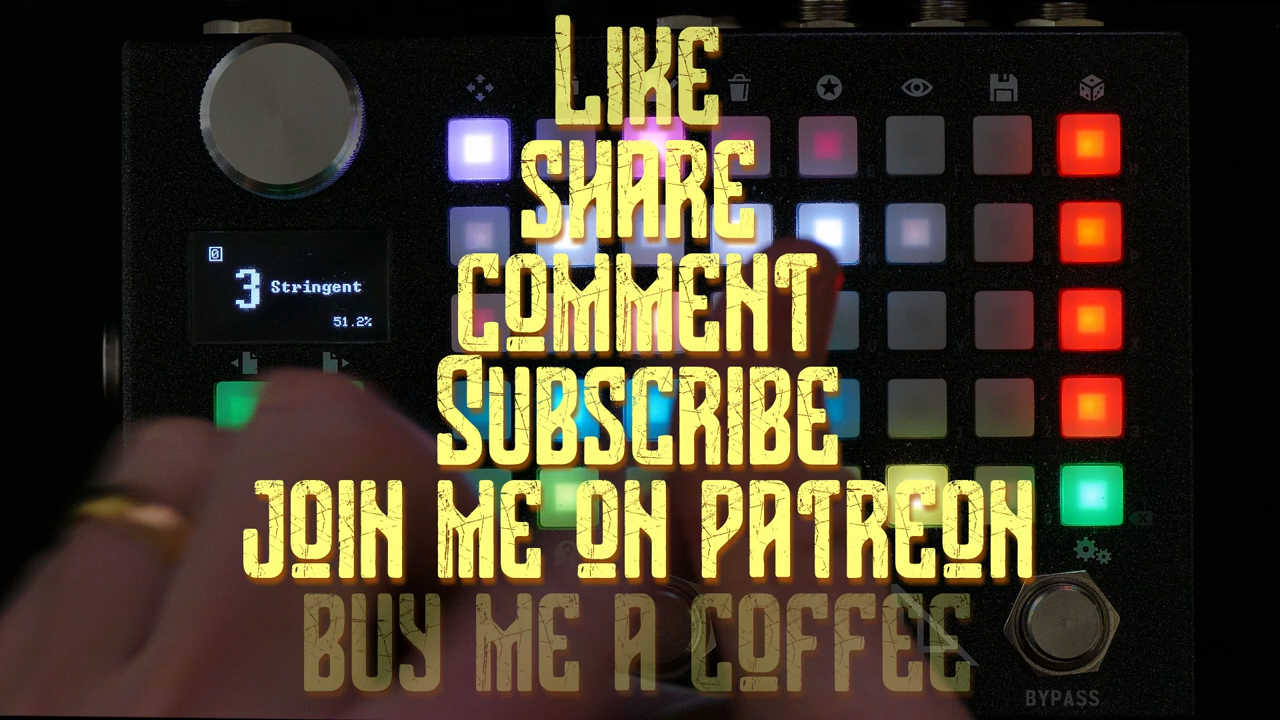 LIKE
SHARE
COMMENT
SUBSCRIBE
JOIN ME ON PATREON
BUY ME A COFFEE
0
3 Stringent
51.2%
BYPASS